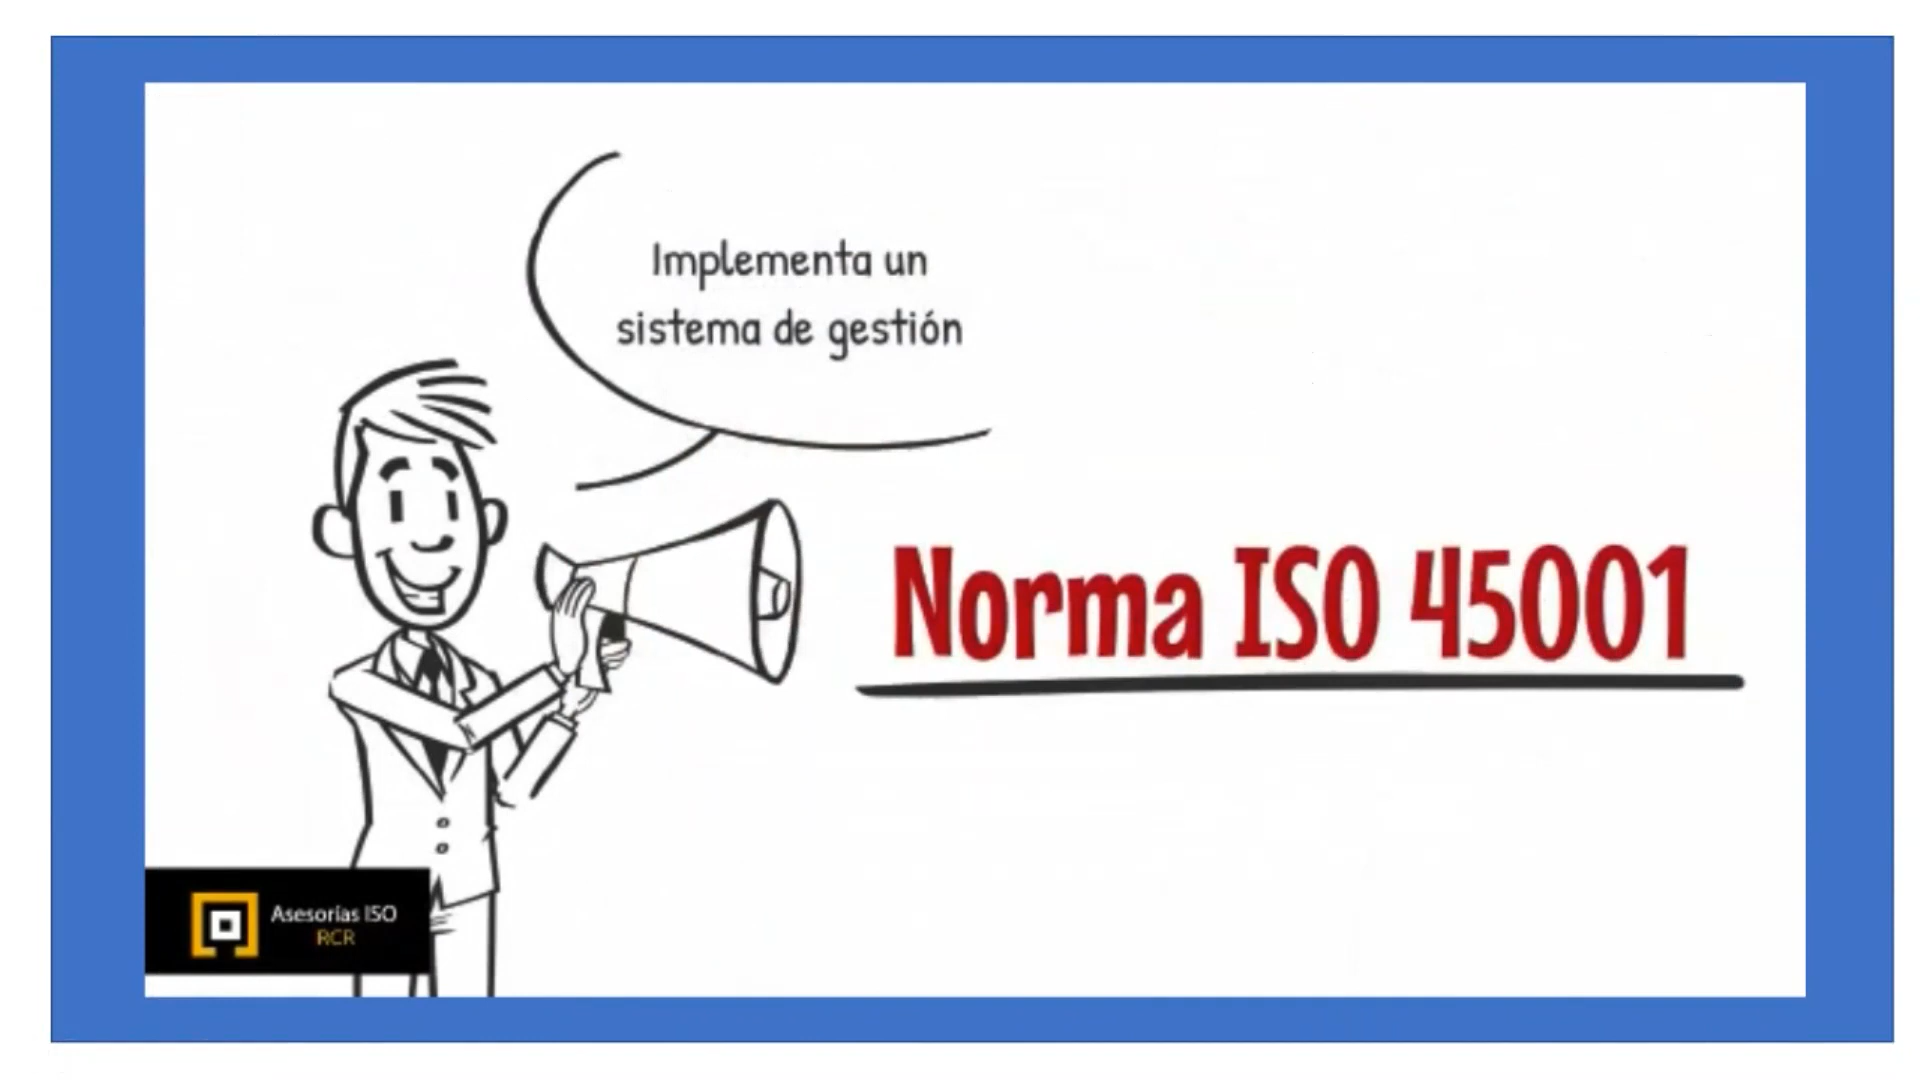 Implementa un
sistema de gestión
Norma ISO 45001
Asesorías ISO
RCR